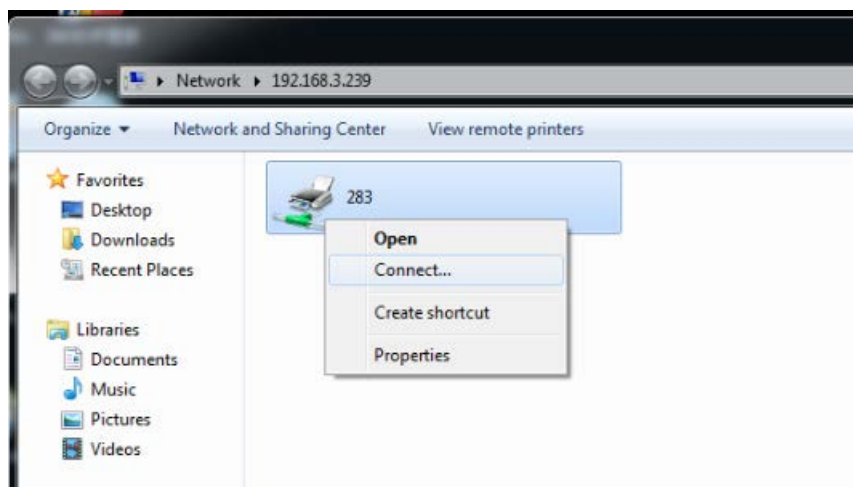 Network 192.168.3.239
Organize Network and Sharing Center View remote printers
Favorites
Desktop
Downloads
Recent Places
Libraries
Documents
Music
Pictures
Videos
283
Open
Connect...
Create shortcut
Properties